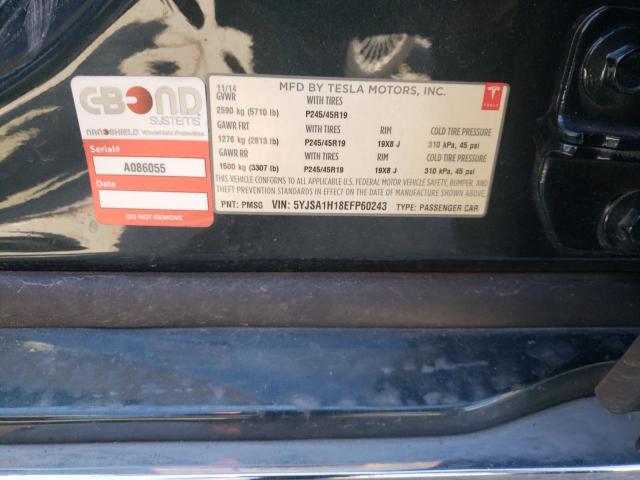 C-BOND
SYSTEMS
NANOSHIELD Windshield Protection
Serial#
A086055
DO NOT REMOVE
11/14
MFD BY TESLA MOTORS, INC.
GVWR WITH TIRES
2590 kg (5710 lb) P245/45R19
GAWR FRT WITH TIRES RIM COLD TIRE PRESSURE
1276 kg (2813 lb) P245/45R19 19X8 J 310 kPa, 45 psi
GAWR RR WITH TIRES RIM COLD TIRE PRESSURE
1500 kg (3307 lb) P245/45R19 19X8 J 310 kPa, 45 psi
THIS VEHICLE CONFORMS TO ALL APPLICABLE U.S. FEDERAL MOTOR VEHICLE SAFETY, BUMPER, AND
THEFT PREVENTION STANDARDS IN EFFECT ON THE DATE OF MANUFACTURE SHOWN ABOVE.
PNT: PMSG VIN: 5YJSA1H18EFP60243 TYPE: PASSENGER CAR
TESLA